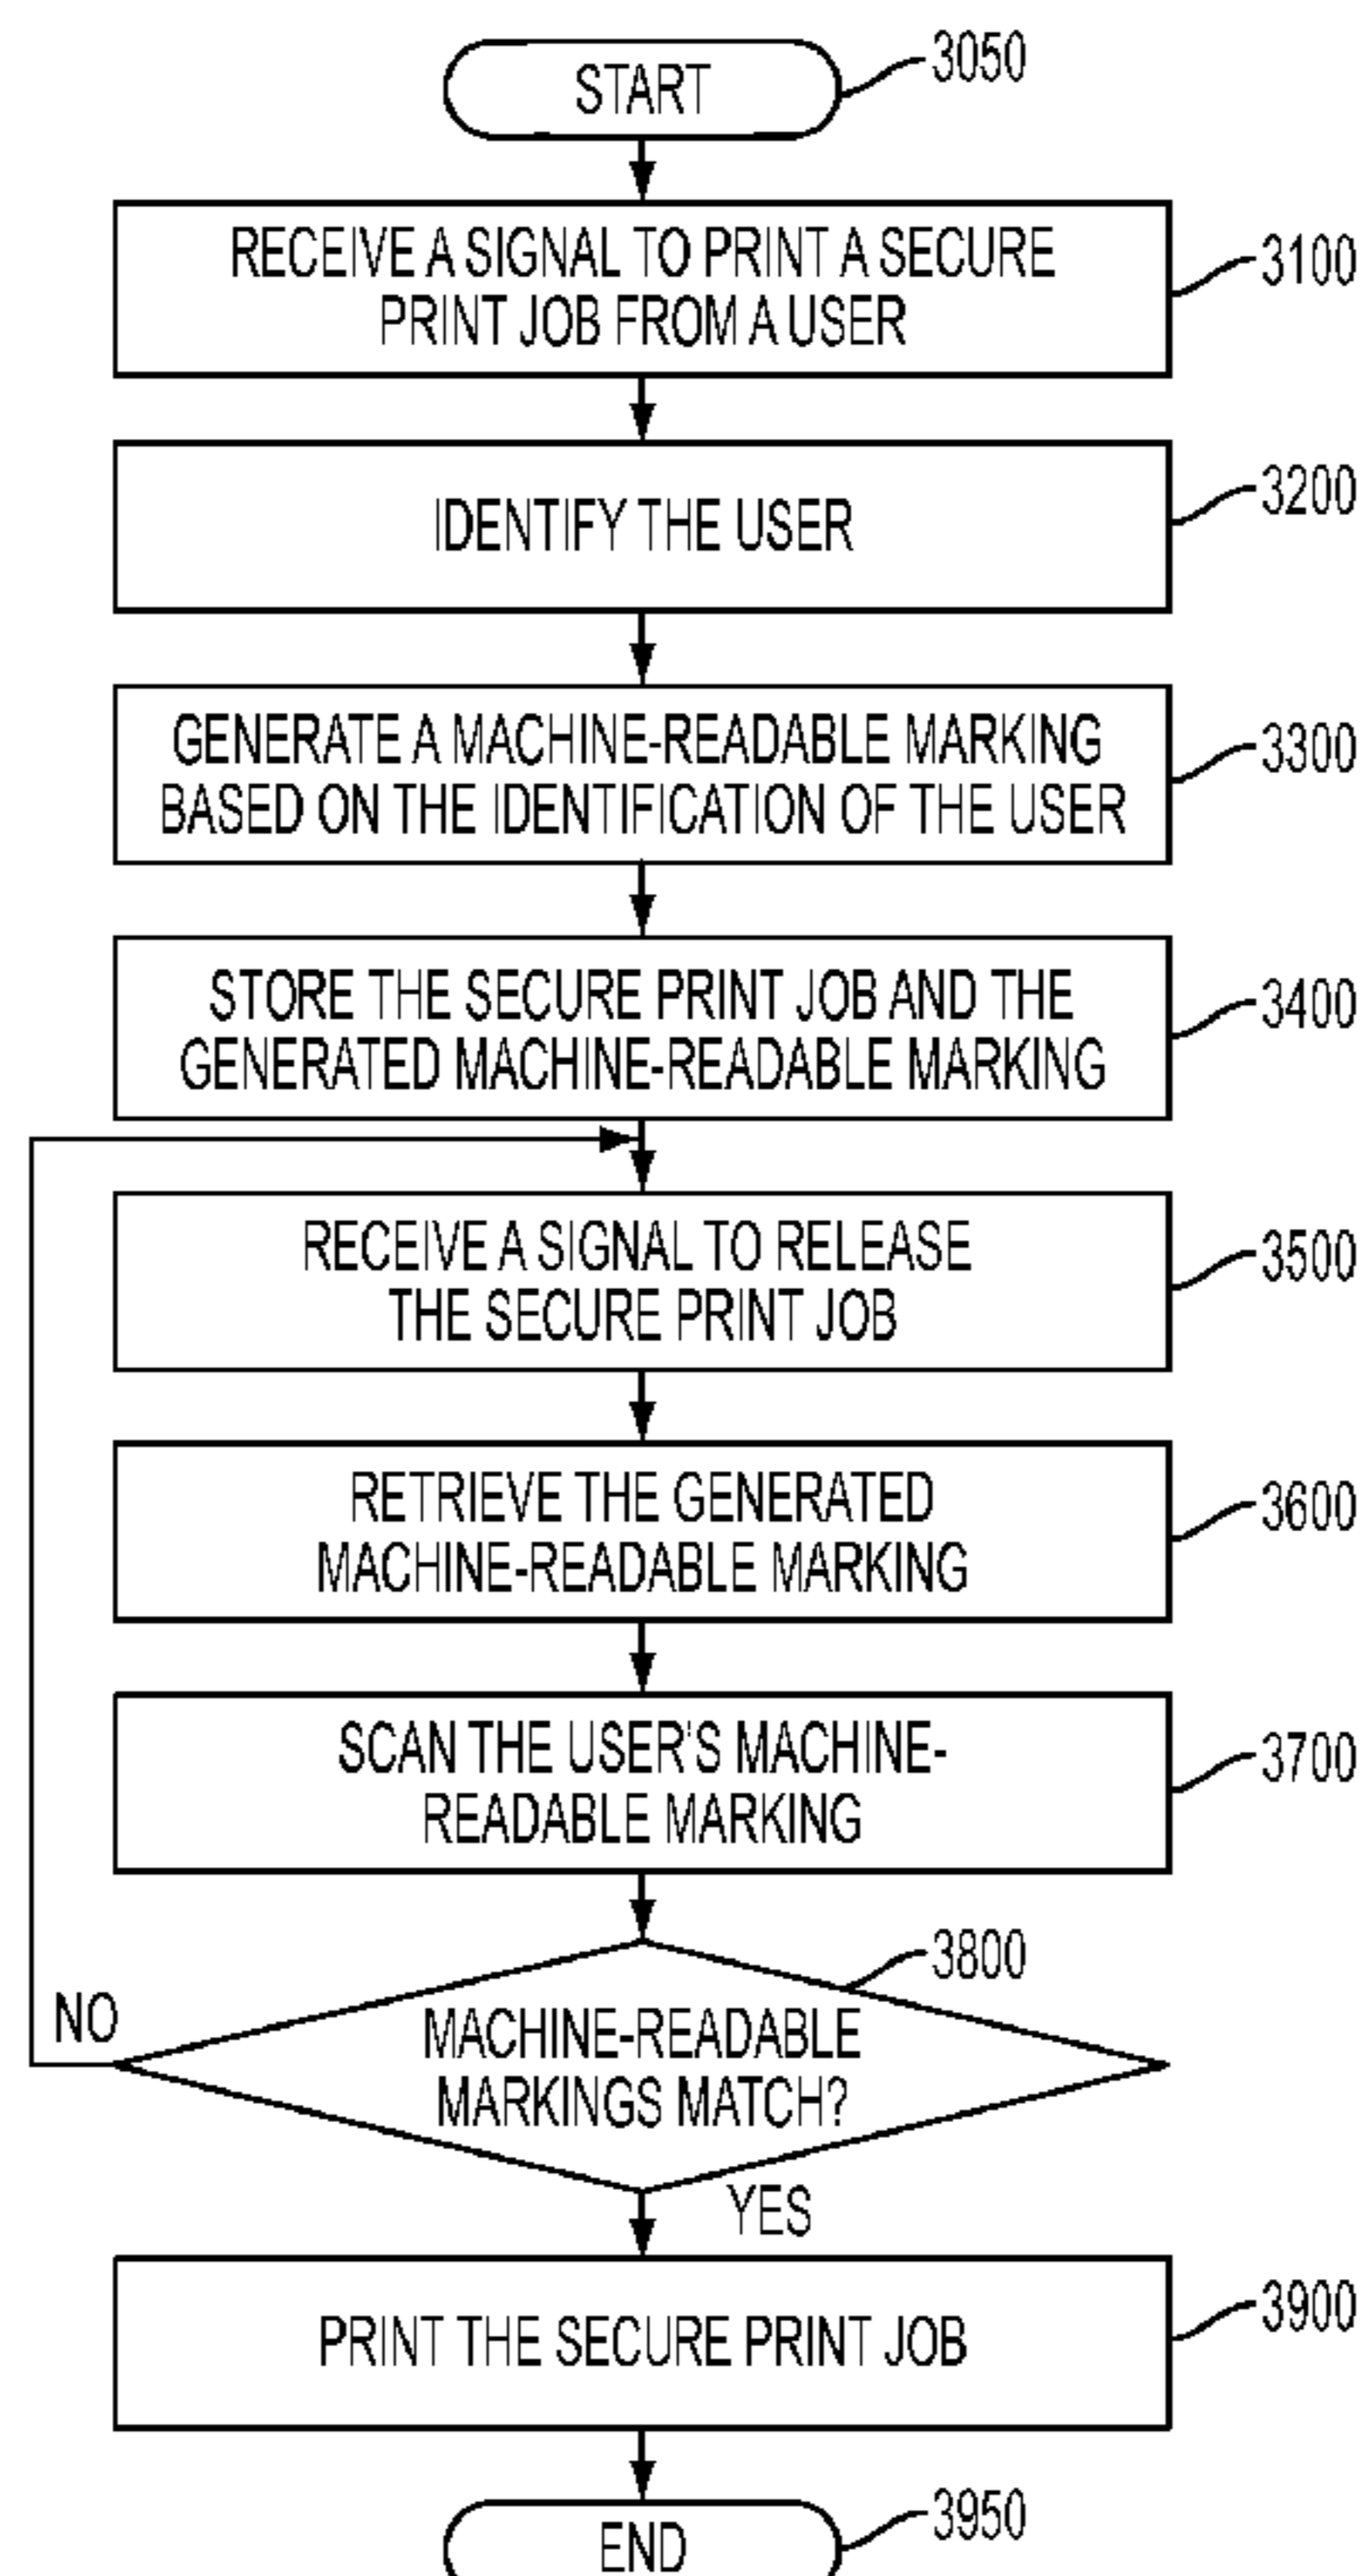 START
3050
RECEIVE A SIGNAL TO PRINT A SECURE
PRINT JOB FROM A USER
3100
IDENTIFY THE USER
3200
GENERATE A MACHINE-READABLE MARKING
BASED ON THE IDENTIFICATION OF THE USER
3300
STORE THE SECURE PRINT JOB AND THE
GENERATED MACHINE-READABLE MARKING
3400
RECEIVE A SIGNAL TO RELEASE
THE SECURE PRINT JOB
3500
RETRIEVE THE GENERATED
MACHINE-READABLE MARKING
3600
SCAN THE USER'S MACHINE-
READABLE MARKING
3700
3800
NO
MACHINE-READABLE
MARKINGS MATCH?
YES
PRINT THE SECURE PRINT JOB
3900
END
3950